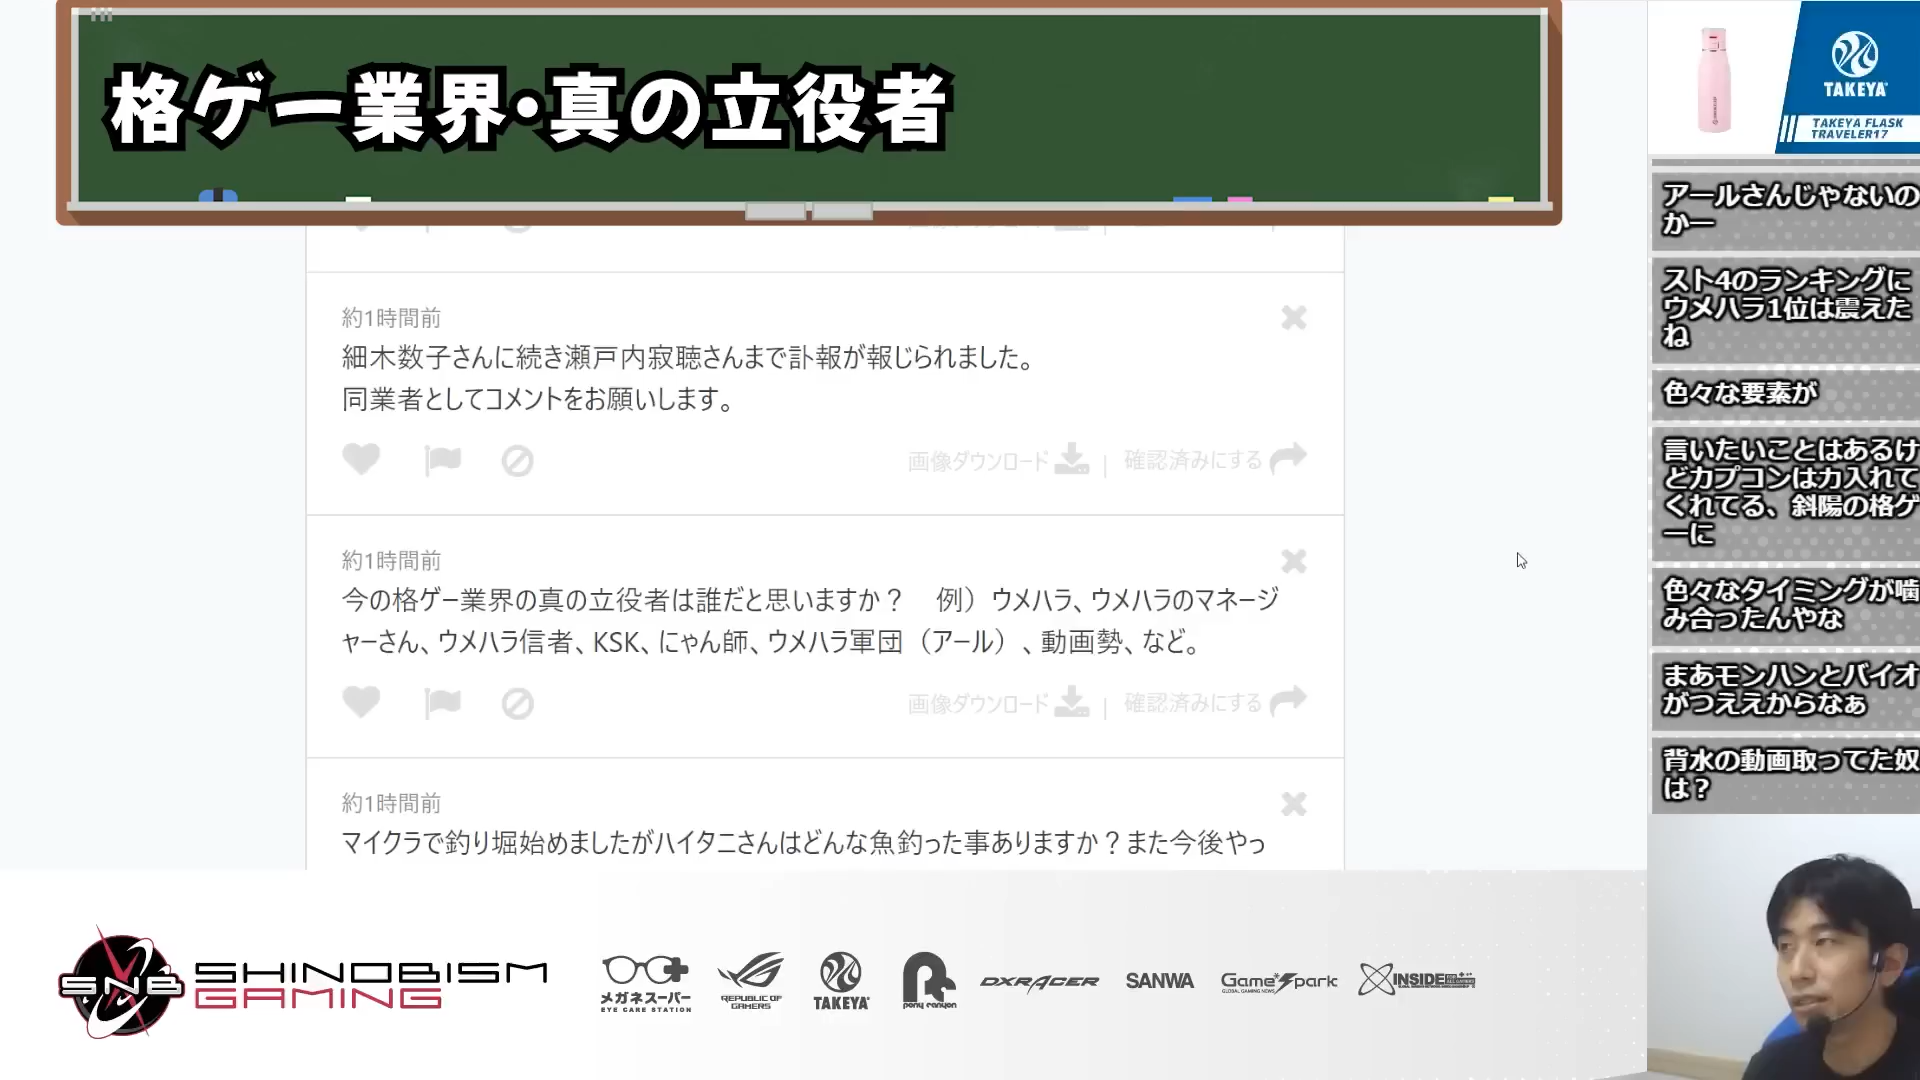 格ゲー業界・真の立役者
約1時間前
細木数子さんに続き瀬戸内寂聴さんまで訃報が報じられました。
同業者としてコメントをお願いします。
画像ダウンロード | 確認済みにする
約1時間前
今の格ゲー業界の真の立役者は誰だと思いますか？　例）ウメハラ、ウメハラのマネージ
ャーさん、ウメハラ信者、KSK、にゃん師、ウメハラ軍団（アール）、動画勢、など。
画像ダウンロード | 確認済みにする
約1時間前
マイクラで釣り堀始めましたがハイタニさんはどんな魚釣った事ありますか？また今後やっ
TAKEYA
TAKEYA FLASK
TRAVELER17
アールさんじゃないの
かー
スト4のランキングに
ウメハラ1位は震えた
ね
色々な要素が
言いたいことはあるけ
どカプコンは力入れて
くれてる、斜陽の格ゲ
ーに
色々なタイミングが噛
み合ったんやな
まあモンハンとバイオ
がつええからなぁ
背水の動画取ってた奴
は？
SNB
SHINOBISM
GAMING
メガネスーパー
EYE CARE STATION
REPUBLIC OF
GAMERS
TAKEYA
pony canyon
DXRACER
SANWA
Game*Spark
GLOBAL GAMING NEWS
INSIDE